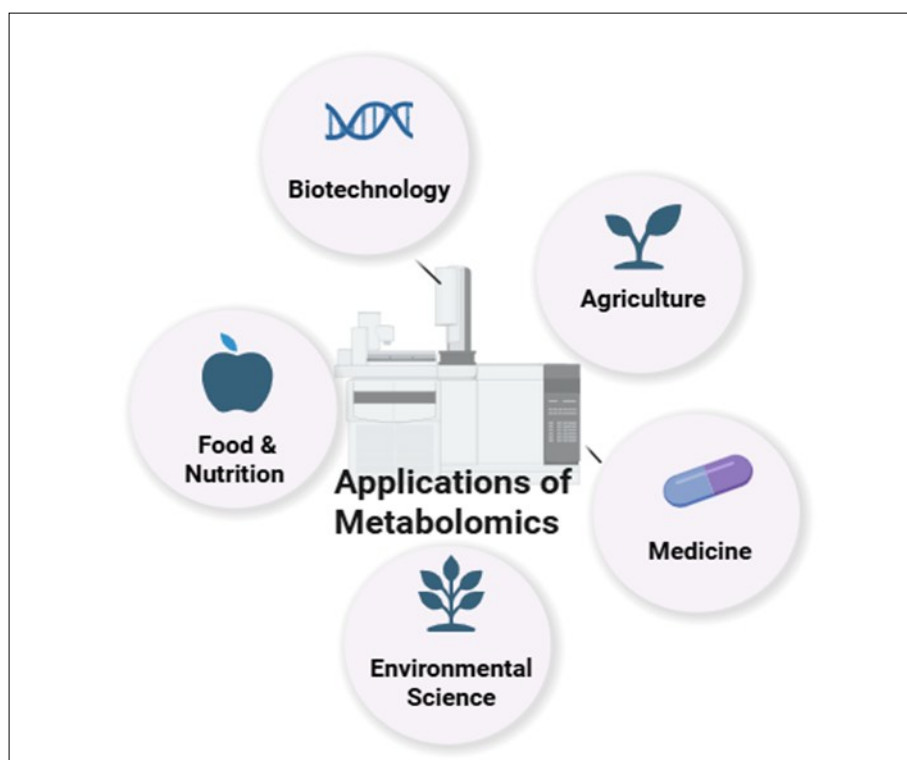 Biotechnology
Agriculture
Food &
Nutrition
Applications of
Metabolomics
Medicine
Environmental
Science